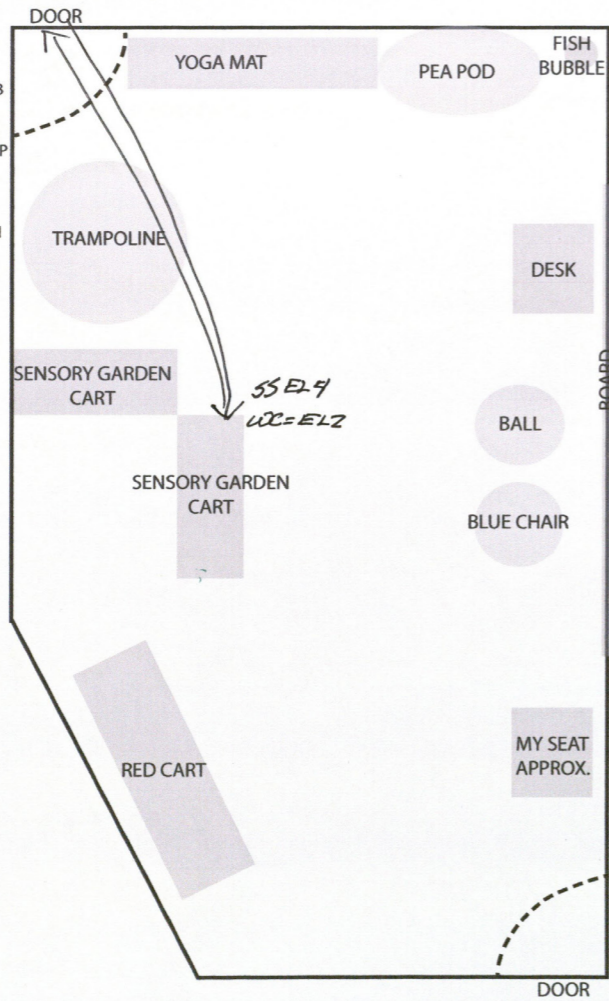 DOOR
YOGA MAT
PEA POD
FISH
BUBBLE
B
P
TRAMPOLINE
DESK
SENSORY GARDEN
CART
SS EL4
WC=EL2
BOARD
BALL
SENSORY GARDEN
CART
BLUE CHAIR
RED CART
MY SEAT
APPROX.
DOOR